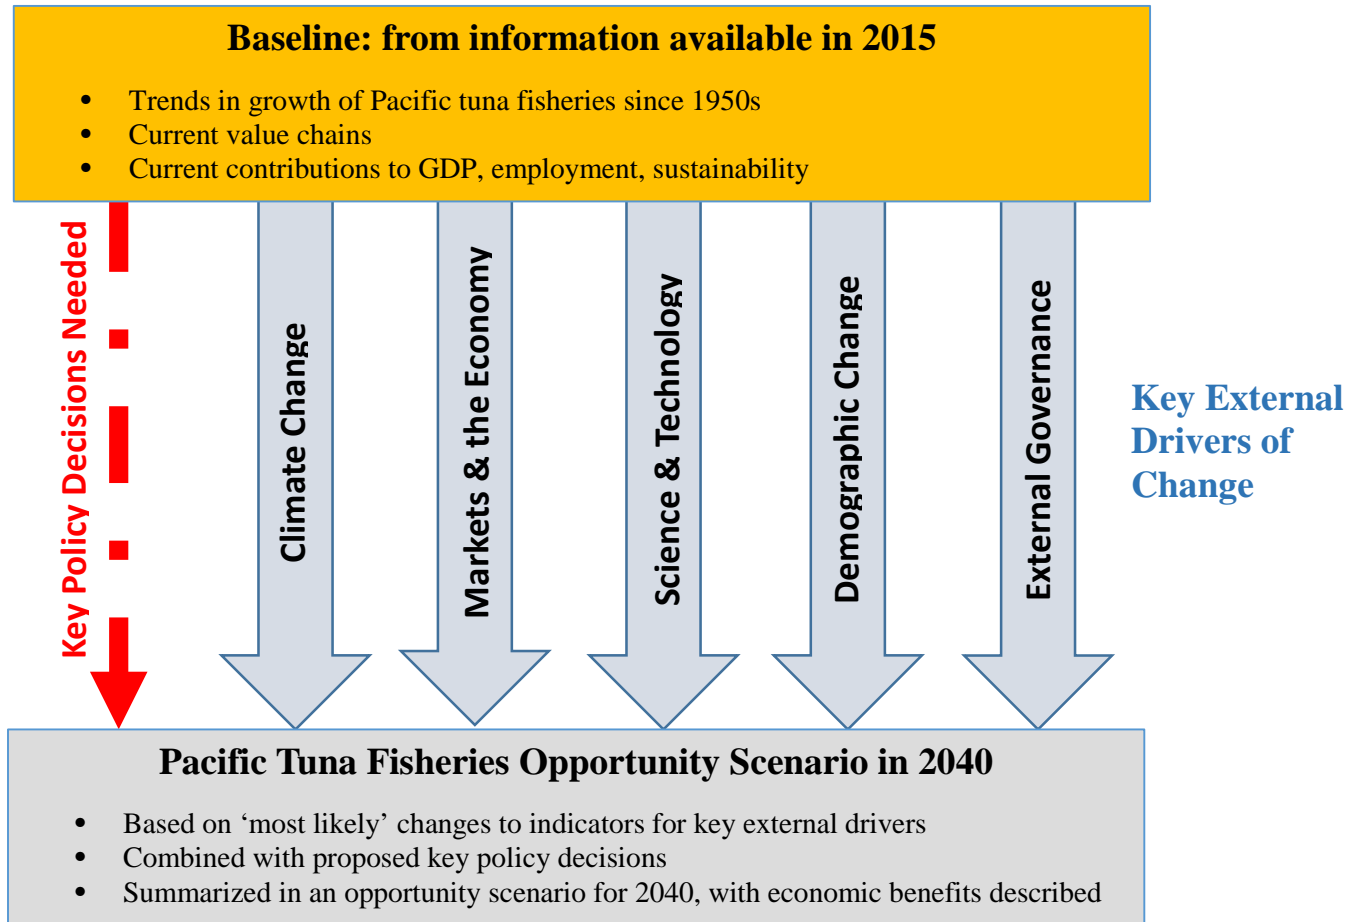 Baseline: from information available in 2015
• Trends in growth of Pacific tuna fisheries since 1950s
• Current value chains
• Current contributions to GDP, employment, sustainability
Key Policy Decisions Needed
Climate Change
Markets & the Economy
Science & Technology
Demographic Change
External Governance
Key External
Drivers of
Change
Pacific Tuna Fisheries Opportunity Scenario in 2040
• Based on ‘most likely’ changes to indicators for key external drivers
• Combined with proposed key policy decisions
• Summarized in an opportunity scenario for 2040, with economic benefits described